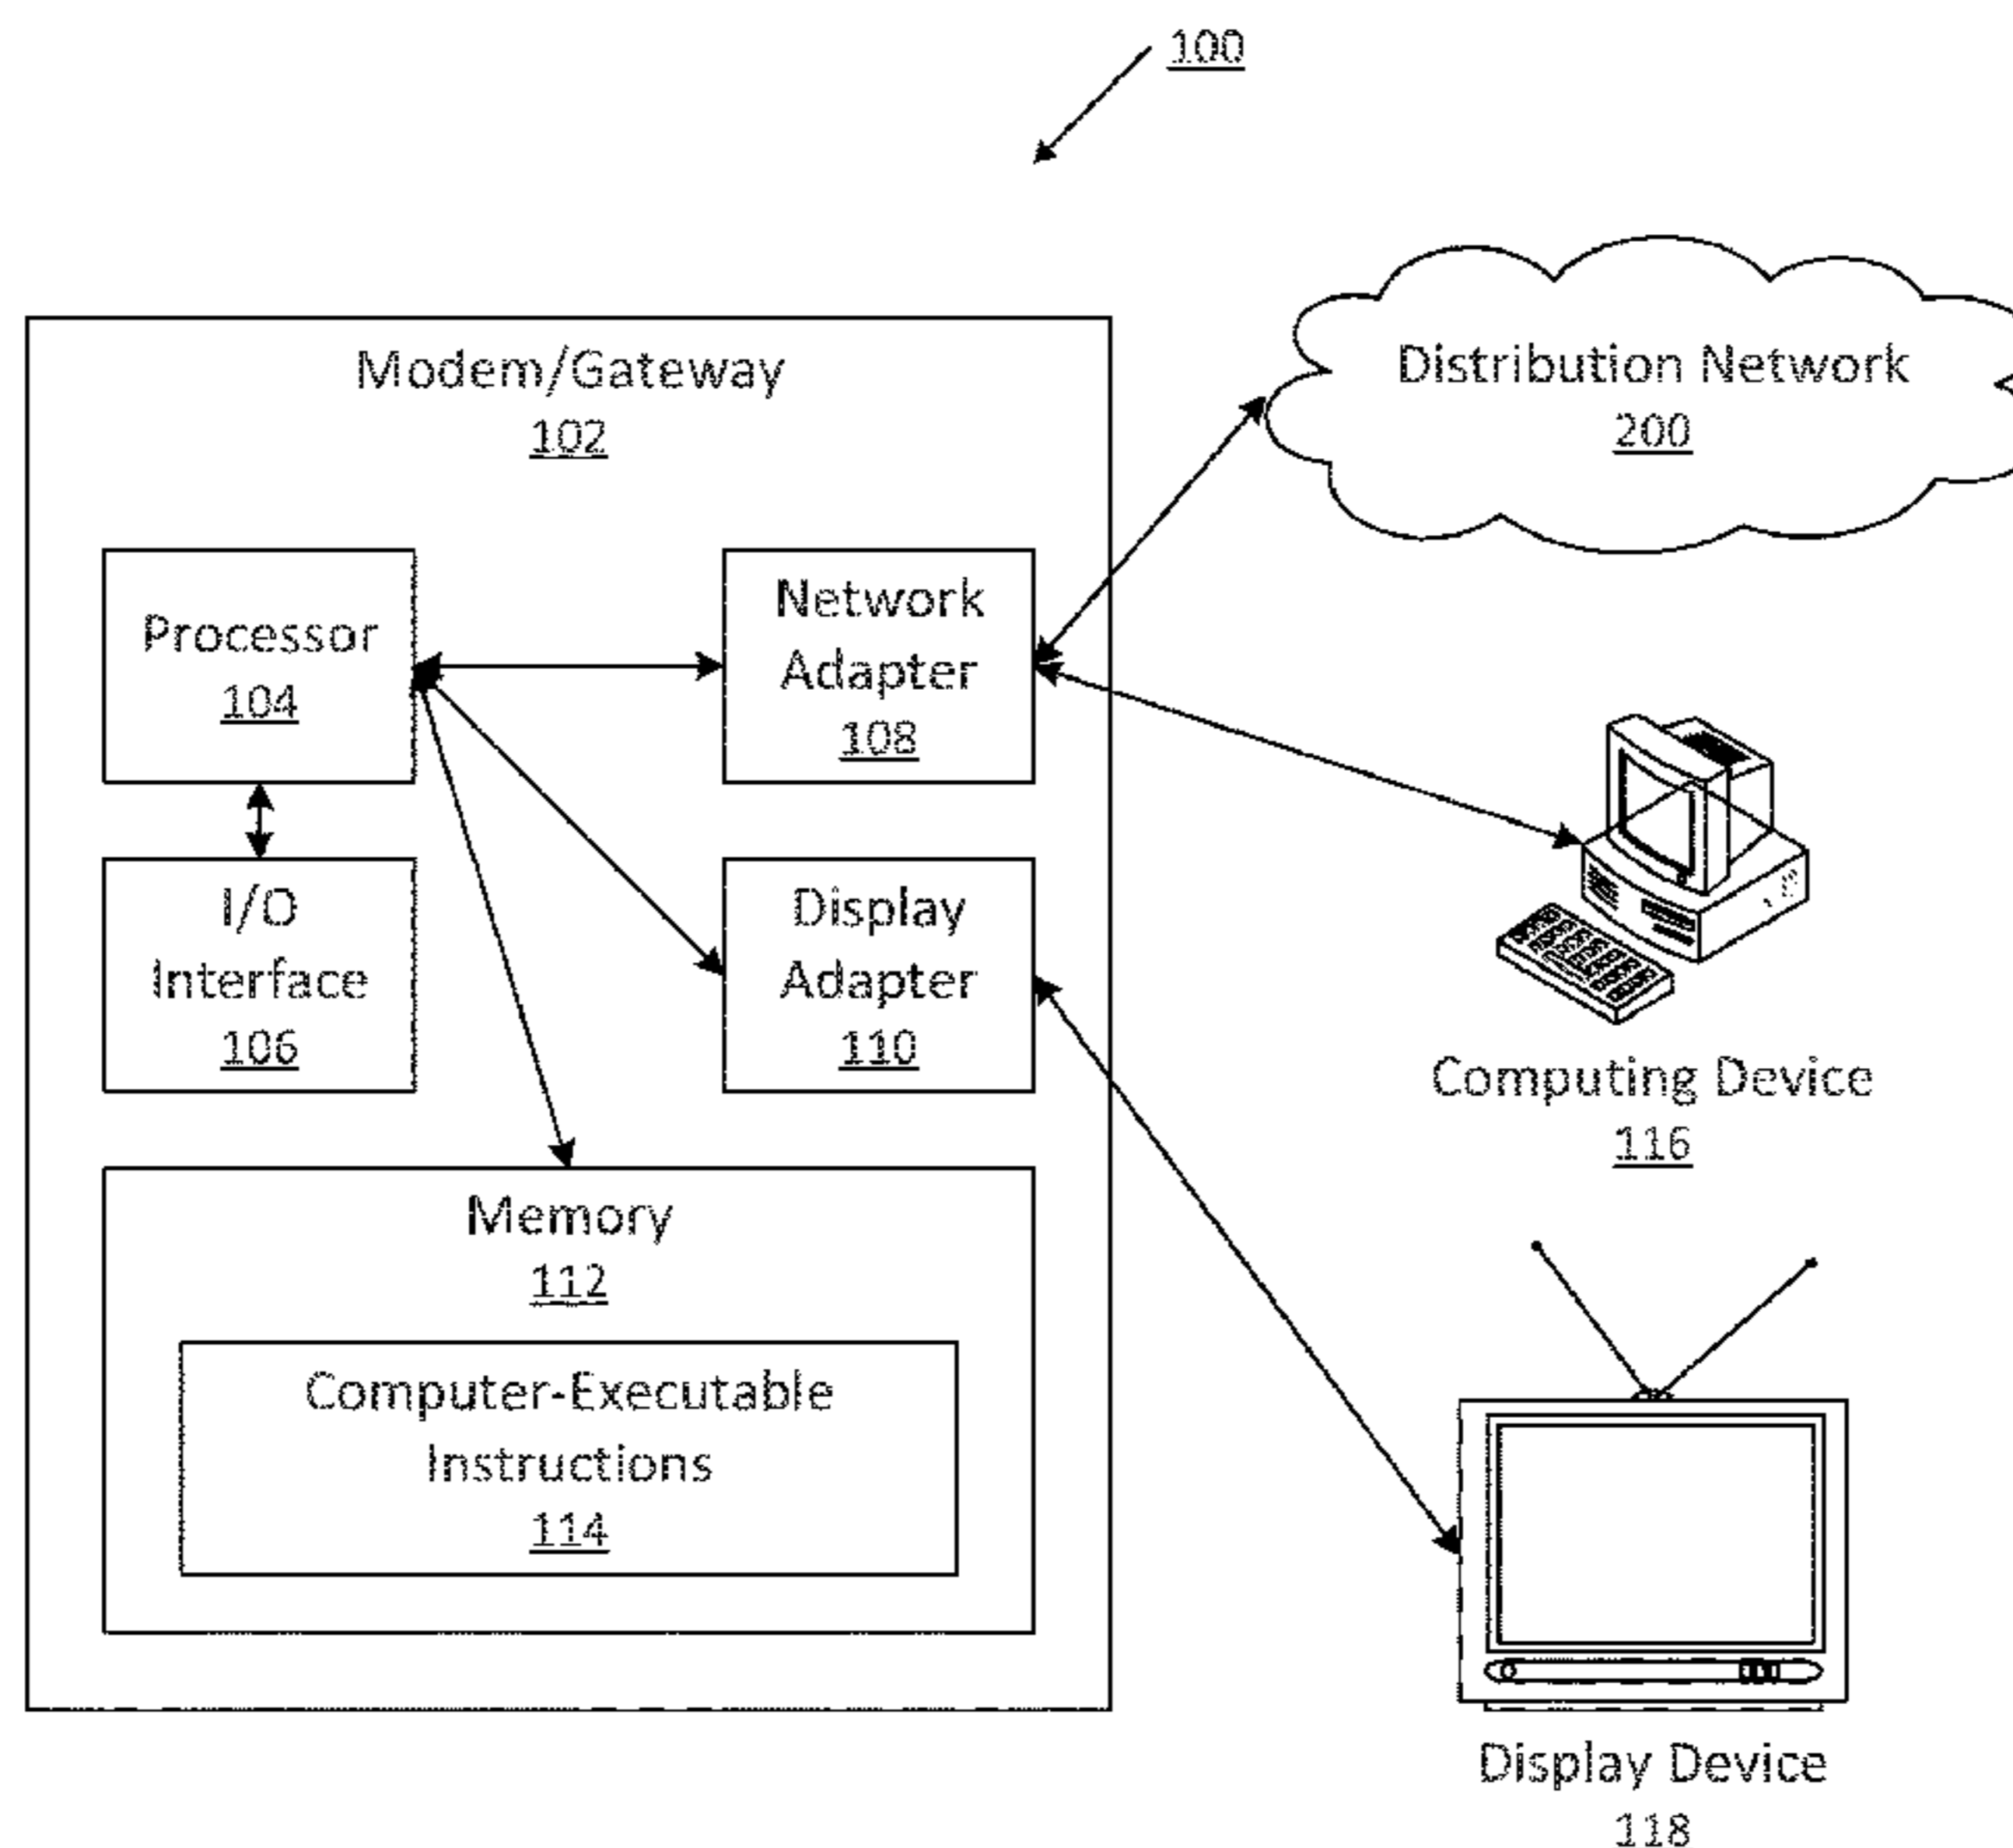 100
Modem/Gateway
102
Distribution Network
200
Processor
104
Network
Adapter
108
I/O
Interface
106
Display
Adapter
110
Computing Device
116
Memory
112
Computer-Executable
Instructions
114
Display Device
118